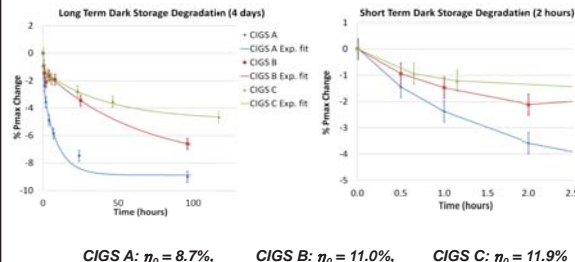 Long Term Dark Storage Degradation (4 days)
2
0
-2
-4
-6
-8
-10
% Pmax Change
0
50
100
Time (hours)
CIGS A
CIGS A Exp. fit
CIGS B
CIGS B Exp. fit
CIGS C
CIGS C Exp. fit
Short Term Dark Storage Degradation (2 hours)
1
0
-1
-2
-3
-4
-5
% Pmax Change
0.0
0.5
1.0
2.0
2.5
Time (hours)
CIGS A: η₀ = 8.7%, CIGS B: η₀ = 11.0%, CIGS C: η₀ = 11.9%